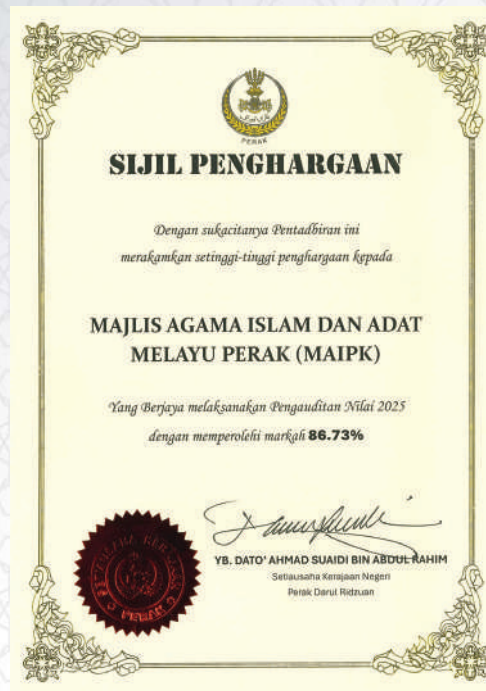 PERAK
SIJIL PENGHARGAAN
Dengan sukacitanya Pentadbiran ini
merakamkan setinggi-tinggi penghargaan kepada
MAJLIS AGAMA ISLAM DAN ADAT
MELAYU PERAK (MAIPK)
Yang Berjaya melaksanakan Pengauditan Nilai 2025
dengan memperolehi markah 86.73%
YB. DATO' AHMAD SUAIDI BIN ABDUL RAHIM
Setiausaha Kerajaan Negeri
Perak Darul Ridzuan
PERAK